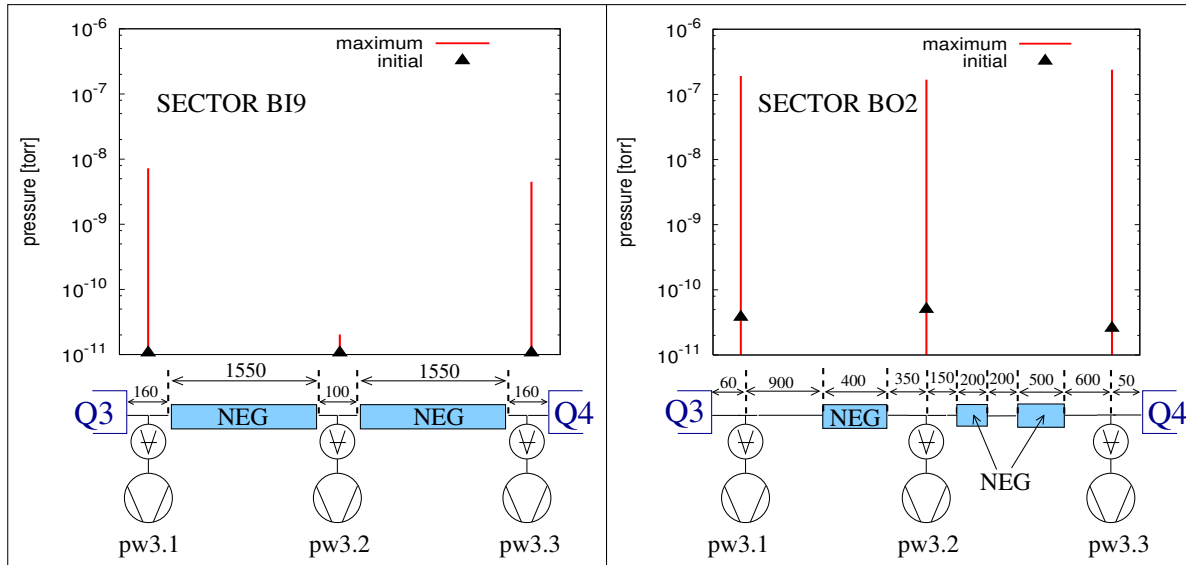 10^-6
10^-7
10^-8
10^-9
10^-10
10^-11
pressure [torr]
maximum
initial
SECTOR BI9
1550
1550
160
100
160
Q3
NEG
NEG
Q4
pw3.1
pw3.2
pw3.3
10^-6
10^-7
10^-8
10^-9
10^-10
10^-11
pressure [torr]
maximum
initial
SECTOR BO2
60
900
400
350
150
200
200
500
600
50
Q3
NEG
Q4
NEG
pw3.1
pw3.2
pw3.3